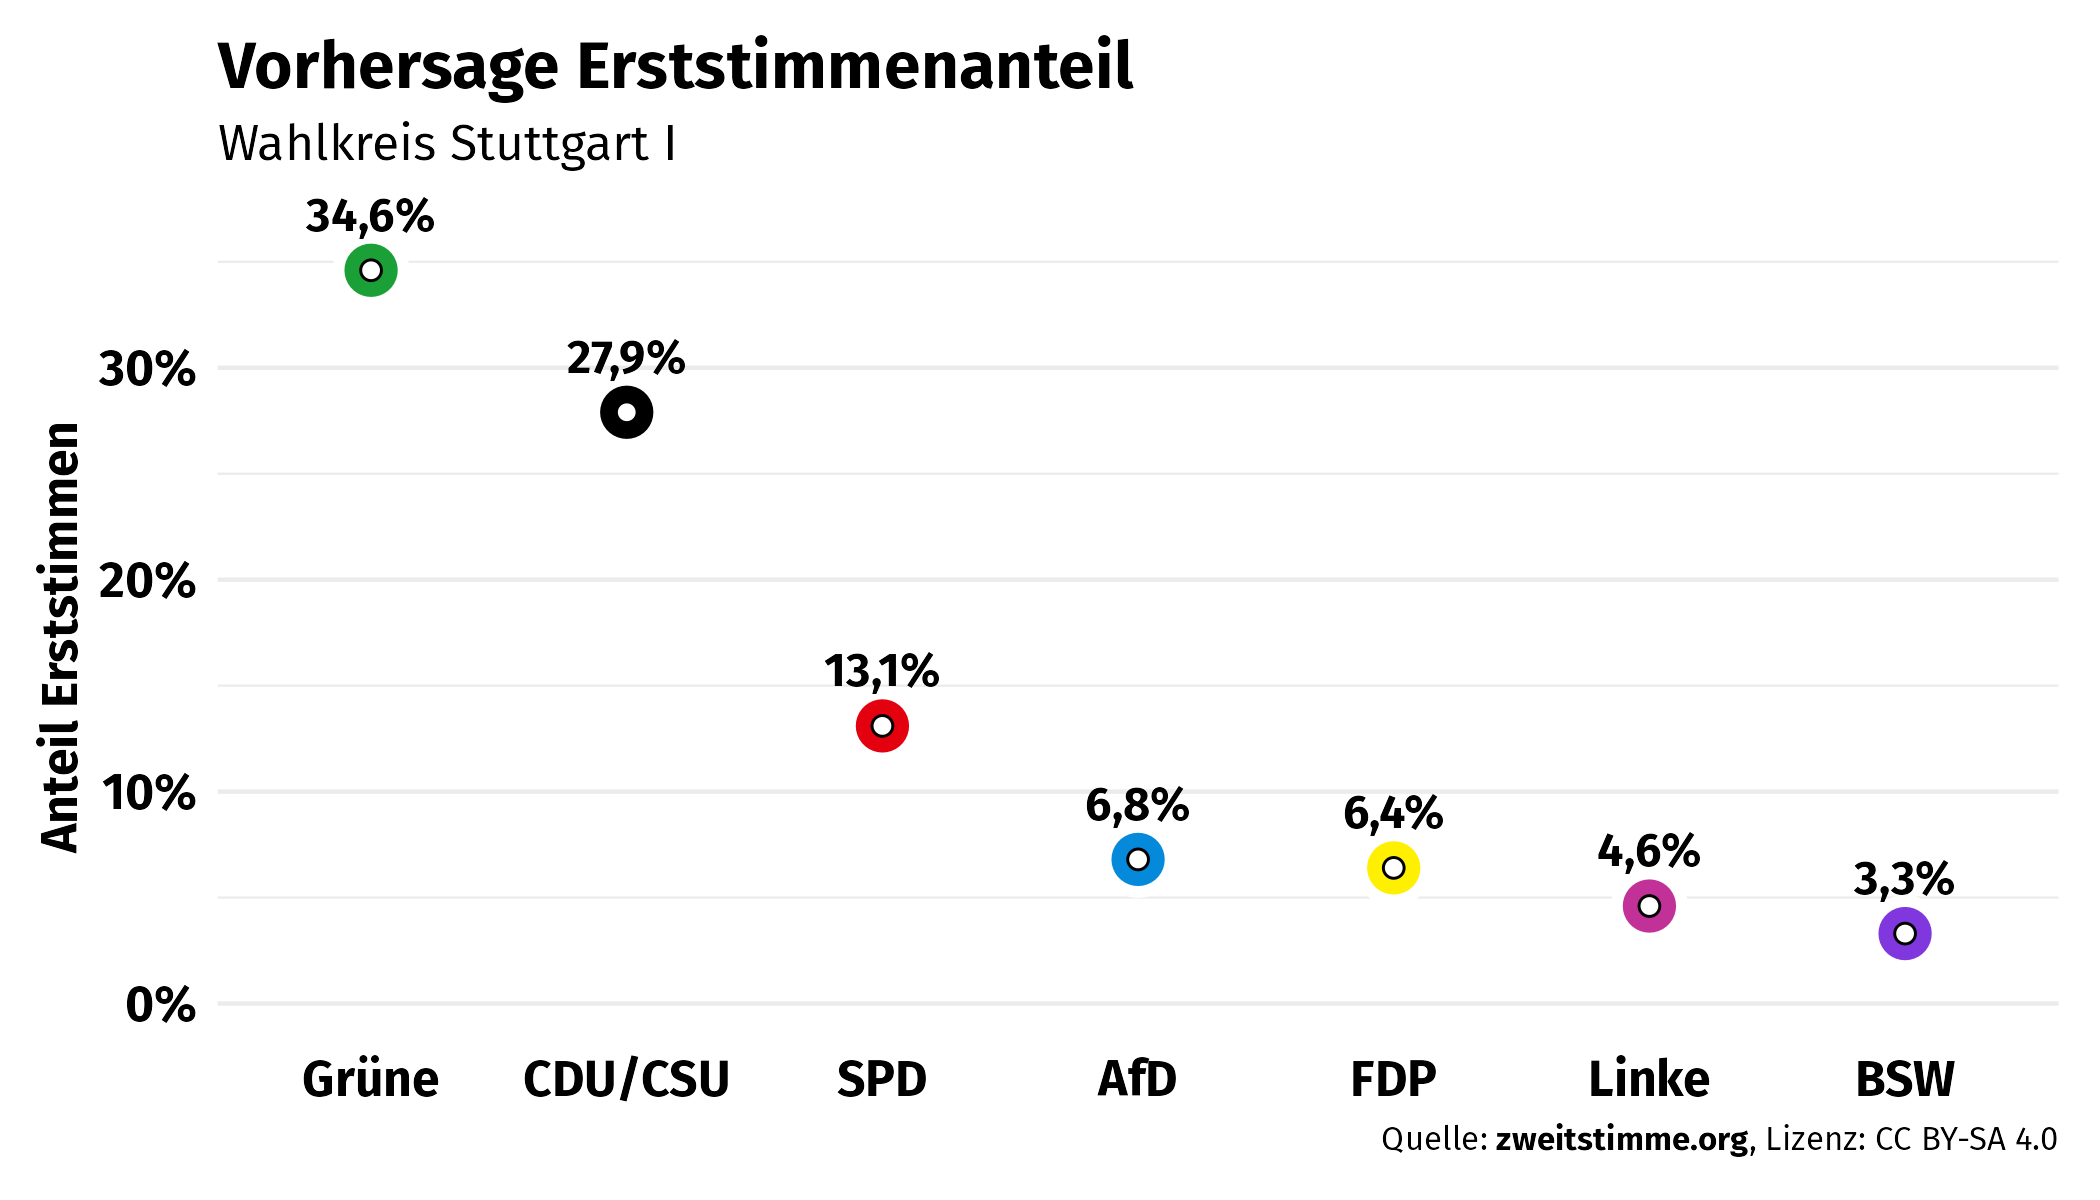 Vorhersage Erststimmenanteil
Wahlkreis Stuttgart I
34,6%
27,9%
13,1%
6,8%
6,4%
4,6%
3,3%
30%
20%
10%
0%
Anteil Erststimmen
Grüne CDU/CSU SPD AfD FDP Linke BSW
Quelle: zweitstimme.org, Lizenz: CC BY-SA 4.0